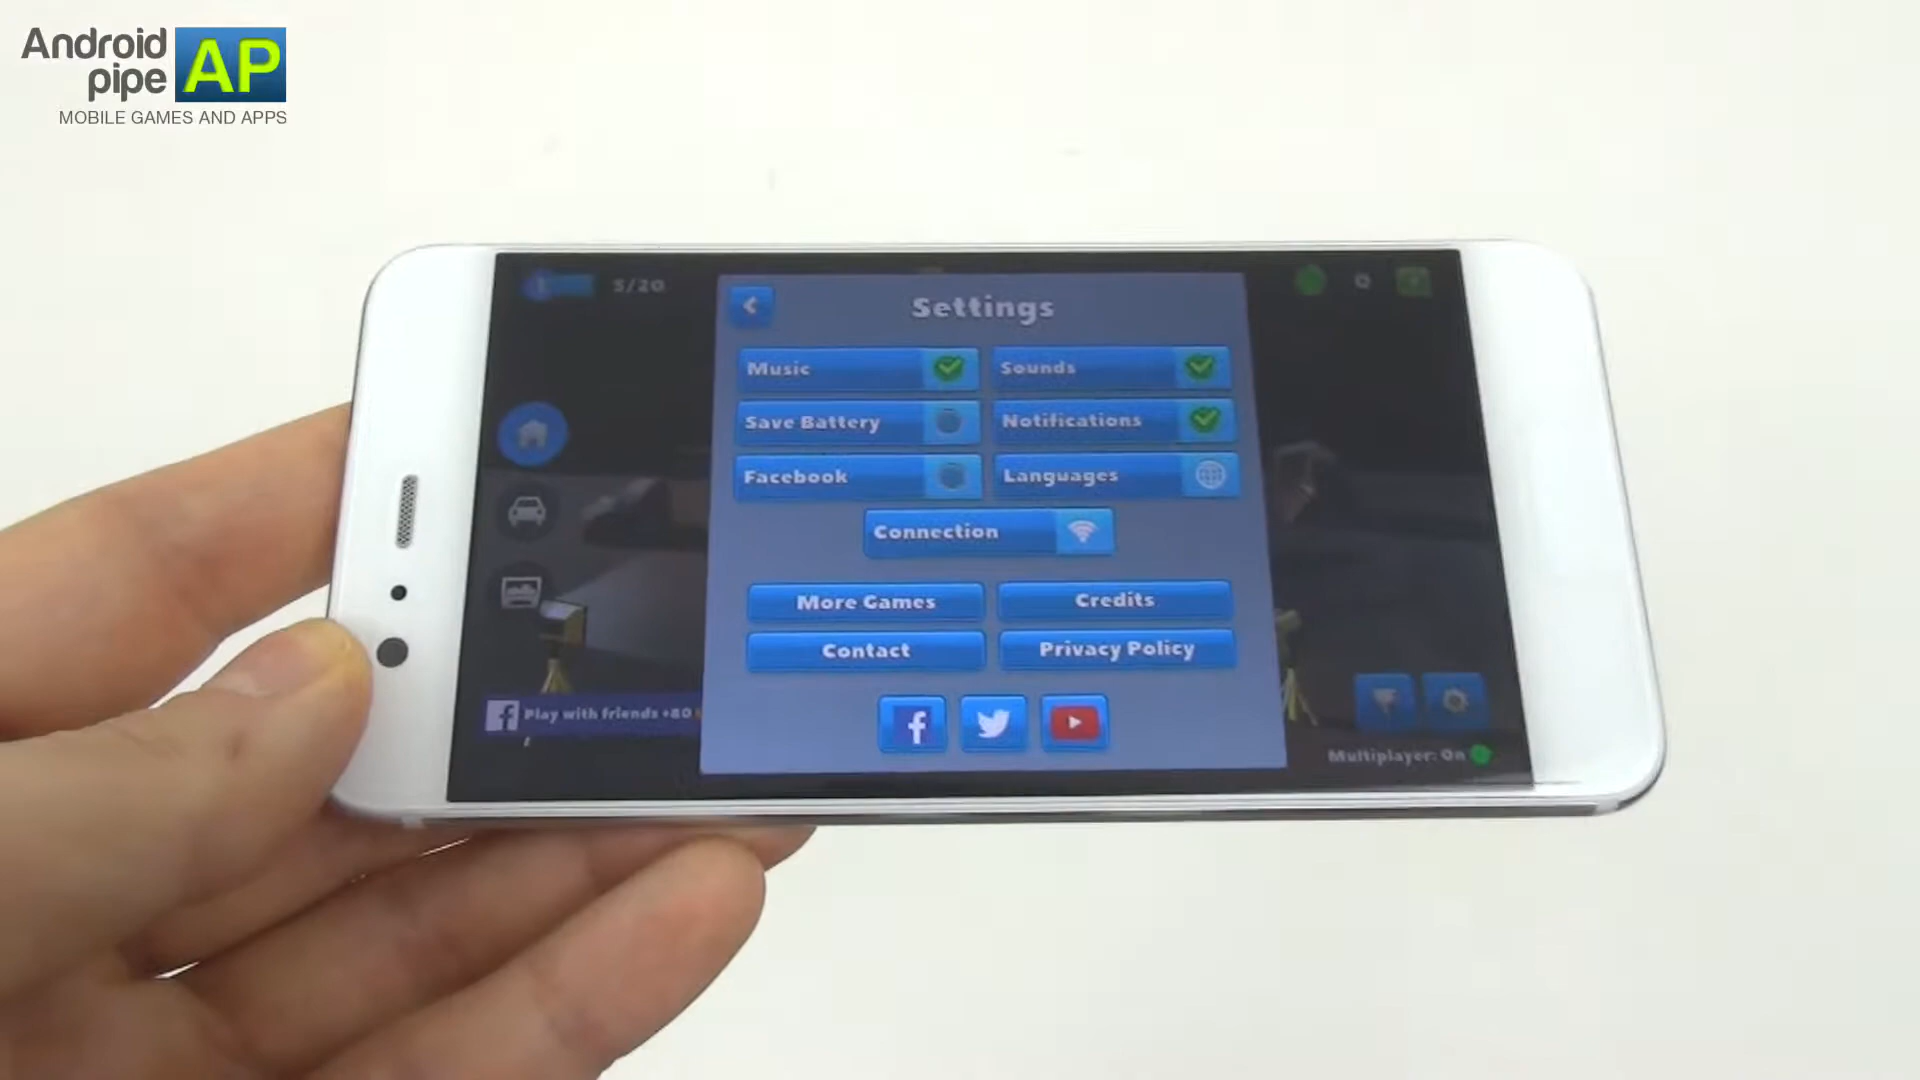 Android
pipe AP
MOBILE GAMES AND APPS
5/20
0
Settings
Music
Sounds
Save Battery
Notifications
Facebook
Languages
Connection
More Games
Credits
Contact
Privacy Policy
Play with friends +80
Multiplayer: On